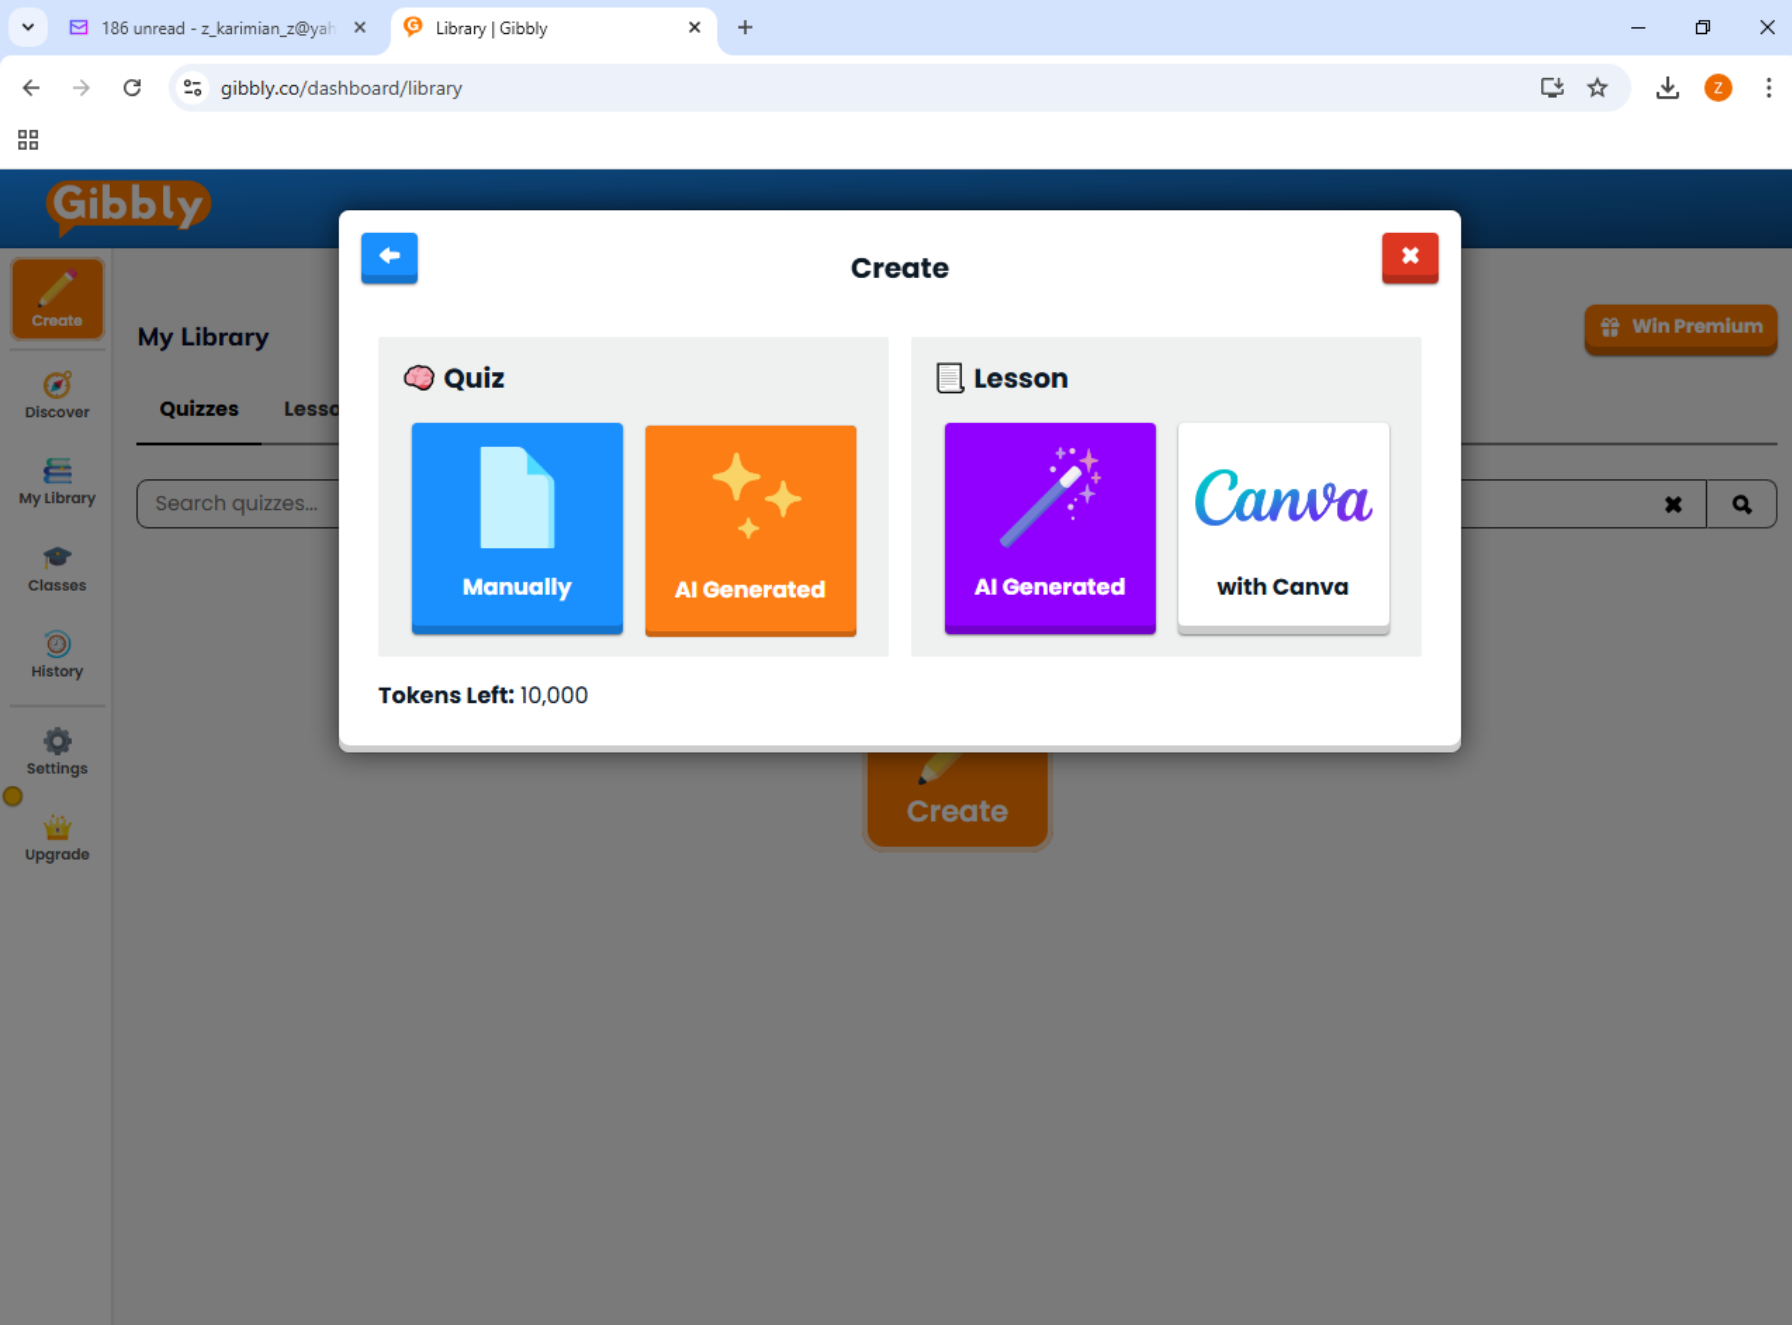 186 unread - z_karimian_z@yah
Library | Gibbly
gibbly.co/dashboard/library
Z
Gibbly
Create
Create
Win Premium
My Library
Discover
Quiz
Lesson
Quizzes
Lesso
My Library
Search quizzes...
Canva
Manually
AI Generated
AI Generated
with Canva
Classes
History
Tokens Left: 10,000
Settings
Create
Upgrade